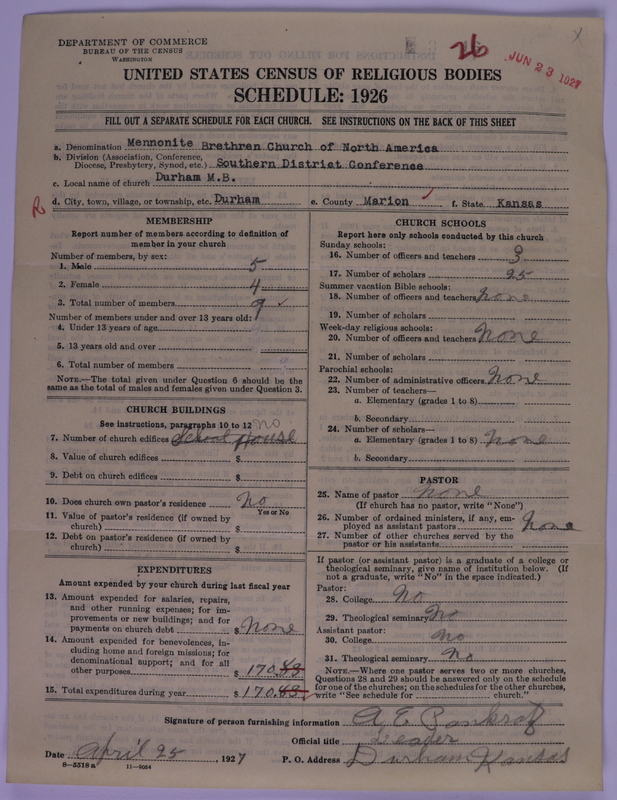 DEPARTMENT OF COMMERCE
BUREAU OF THE CENSUS
WASHINGTON
26
JUN 23 1927
UNITED STATES CENSUS OF RELIGIOUS BODIES
SCHEDULE: 1926
FILL OUT A SEPARATE SCHEDULE FOR EACH CHURCH. SEE INSTRUCTIONS ON THE BACK OF THIS SHEET
a. Denomination Mennonite Brethren Church of North America
b. Division (Association, Conference, Diocese, Presbytery, Synod, etc.) Southern District Conference
c. Local name of church Durham M.B.
d. City, town, village, or township, etc. Durham e. County Marion f. State Kansas
MEMBERSHIP
Report number of members according to definition of
member in your church
Number of members, by sex:
1. Male 5
2. Female 4
3. Total number of members 9 ✓
Number of members under and over 13 years old:
4. Under 13 years of age
5. 13 years old and over
6. Total number of members
NOTE.—The total given under Question 6 should be the
same as the total of males and females given under Question 3.
CHURCH BUILDINGS
See instructions, paragraphs 10 to 12 no
7. Number of church edifices School House
8. Value of church edifices $
9. Debt on church edifices $
10. Does church own pastor's residence No
Yes or No
11. Value of pastor's residence (if owned by
church) $
12. Debt on pastor's residence (if owned by
church) $
EXPENDITURES
Amount expended by your church during last fiscal year
13. Amount expended for salaries, repairs,
and other running expenses; for im-
provements or new buildings; and for
payments on church debt $ None
14. Amount expended for benevolences, in-
cluding home and foreign missions; for
denominational support; and for all
other purposes $ 170.43
15. Total expenditures during year $ 170.43
CHURCH SCHOOLS
Report here only schools conducted by this church
Sunday schools:
16. Number of officers and teachers 3
17. Number of scholars 25
Summer vacation Bible schools:
18. Number of officers and teachers none
19. Number of scholars
Week-day religious schools:
20. Number of officers and teachers None
21. Number of scholars
Parochial schools:
22. Number of administrative officers None
23. Number of teachers—
a. Elementary (grades 1 to 8)
b. Secondary
24. Number of scholars—
a. Elementary (grades 1 to 8) None
b. Secondary
PASTOR
25. Name of pastor none
(If church has no pastor, write "None")
26. Number of ordained ministers, if any, em-
ployed as assistant pastors None
27. Number of other churches served by the
pastor or his assistants
If pastor (or assistant pastor) is a graduate of a college or
theological seminary, give name of institution below. (If
not a graduate, write "No" in the space indicated.)
Pastor:
28. College No
29. Theological seminary No
Assistant pastor:
30. College No
31. Theological seminary No
NOTE.—Where one pastor serves two or more churches,
Questions 28 and 29 should be answered only on the schedule
for one of the churches; on the schedules for the other churches,
write "See schedule for church."
Signature of person furnishing information A E Pankratz
Official title Leader
Date April 25 1927 P. O. Address Durham Kansas
8—5518a 11—9054